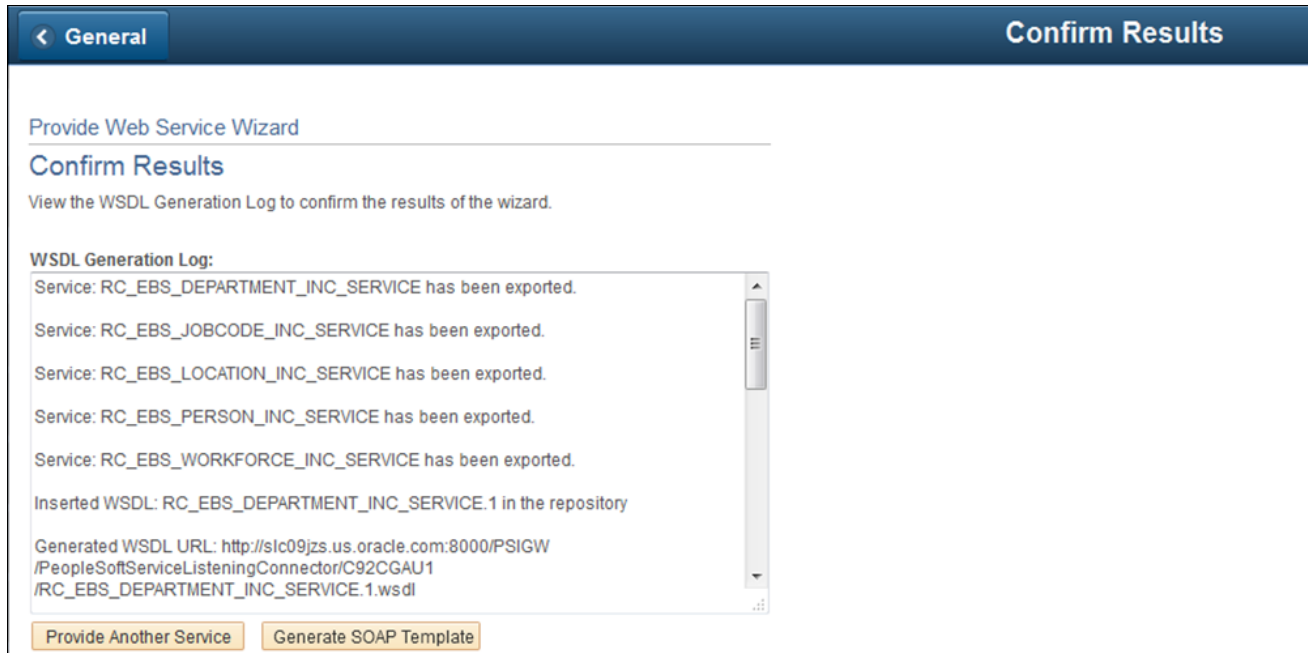 General
Confirm Results
Provide Web Service Wizard
Confirm Results
View the WSDL Generation Log to confirm the results of the wizard.
WSDL Generation Log:
Service: RC_EBS_DEPARTMENT_INC_SERVICE has been exported.
Service: RC_EBS_JOBCODE_INC_SERVICE has been exported.
Service: RC_EBS_LOCATION_INC_SERVICE has been exported.
Service: RC_EBS_PERSON_INC_SERVICE has been exported.
Service: RC_EBS_WORKFORCE_INC_SERVICE has been exported.
Inserted WSDL: RC_EBS_DEPARTMENT_INC_SERVICE.1 in the repository
Generated WSDL URL: http://slc09jzs.us.oracle.com:8000/PSIGW
/PeopleSoftServiceListeningConnector/C92CGAU1
/RC_EBS_DEPARTMENT_INC_SERVICE.1.wsdl
Provide Another Service
Generate SOAP Template